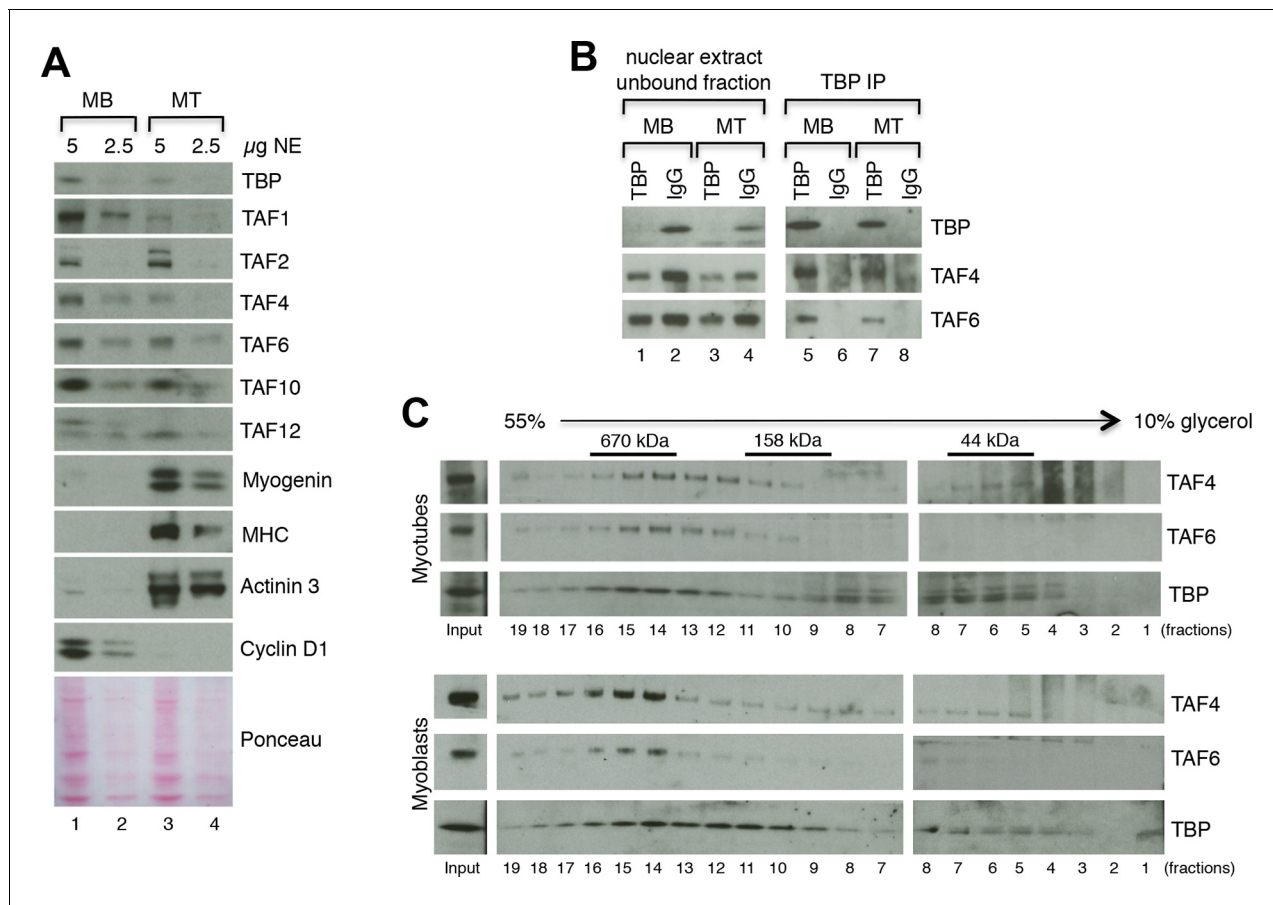 A
MB MT
5 2.5 5 2.5 µg NE
TBP
TAF1
TAF2
TAF4
TAF6
TAF10
TAF12
Myogenin
MHC
Actinin 3
Cyclin D1
Ponceau
1 2 3 4
B
nuclear extract
unbound fraction
TBP IP
MB MT MB MT
TBP IgG TBP IgG TBP IgG TBP IgG
TBP
TAF4
TAF6
1 2 3 4 5 6 7 8
C
55% 10% glycerol
670 kDa 158 kDa 44 kDa
Myotubes
TAF4
TAF6
TBP
Input 19 18 17 16 15 14 13 12 11 10 9 8 7 8 7 6 5 4 3 2 1 (fractions)
Myoblasts
TAF4
TAF6
TBP
Input 19 18 17 16 15 14 13 12 11 10 9 8 7 8 7 6 5 4 3 2 1 (fractions)